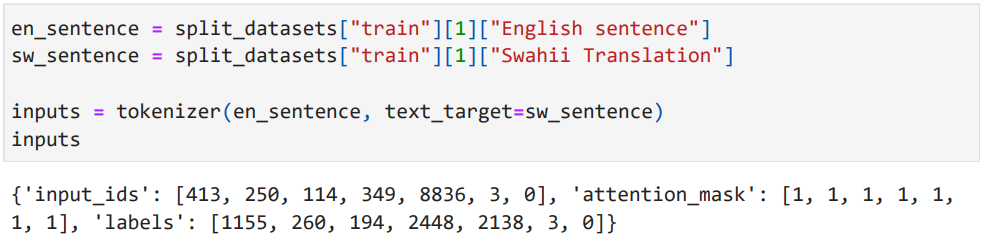 en_sentence = split_datasets["train"][1]["English sentence"]
sw_sentence = split_datasets["train"][1]["Swahii Translation"]
inputs = tokenizer(en_sentence, text_target=sw_sentence)
inputs
{'input_ids': [413, 250, 114, 349, 8836, 3, 0], 'attention_mask': [1, 1, 1, 1, 1,
1, 1], 'labels': [1155, 260, 194, 2448, 2138, 3, 0]}